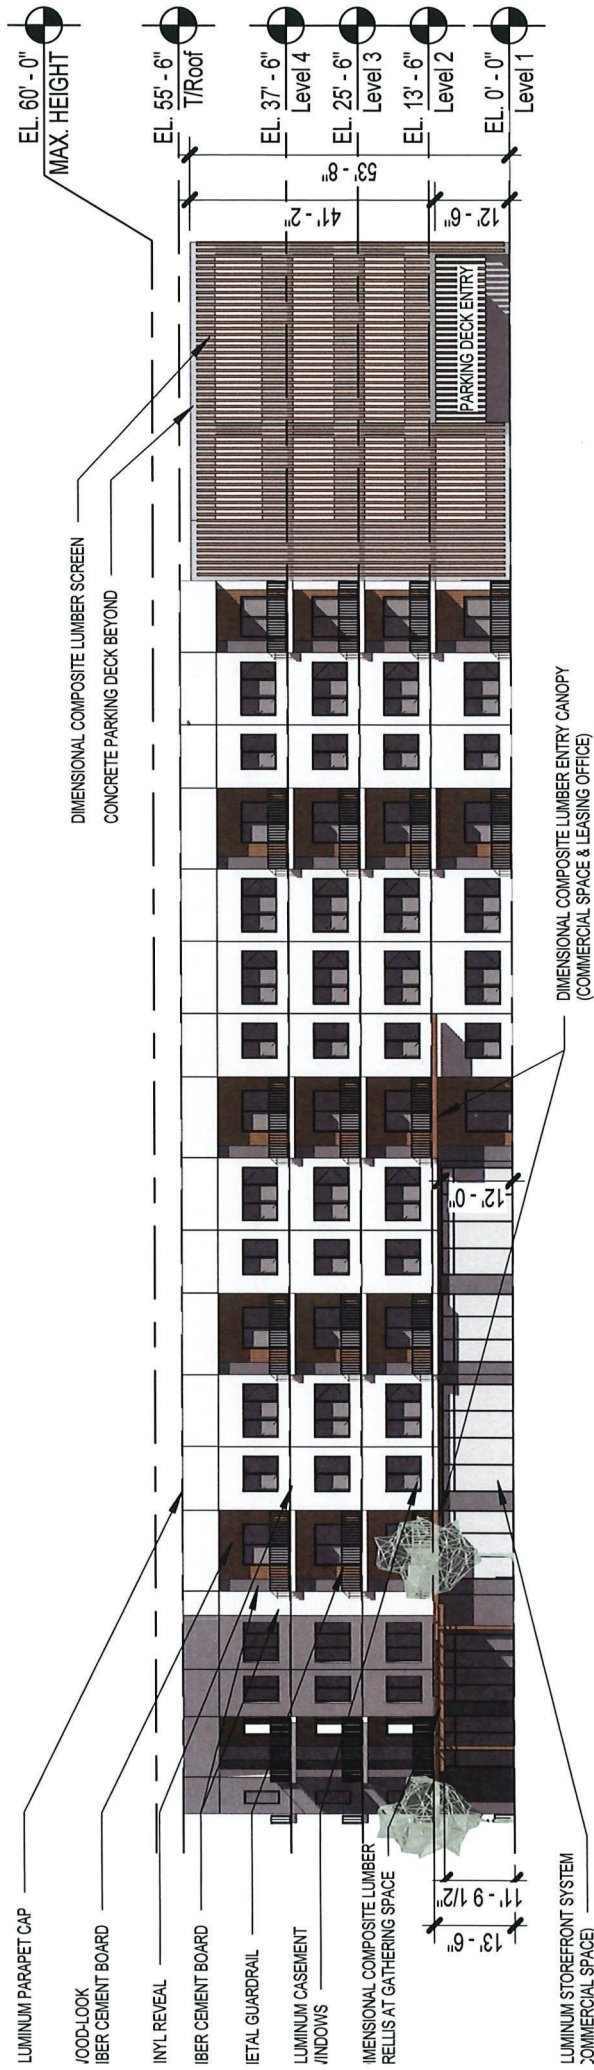 EL. 60' - 0"
MAX. HEIGHT
EL. 55' - 6"
T/Roof
EL. 37' - 6"
Level 4
EL. 25' - 6"
Level 3
EL. 13' - 6"
Level 2
EL. 0' - 0"
Level 1
53' - 8"
41' - 2"
12' - 6"
PARKING DECK ENTRY
DIMENSIONAL COMPOSITE LUMBER SCREEN
CONCRETE PARKING DECK BEYOND
DIMENSIONAL COMPOSITE LUMBER ENTRY CANOPY
(COMMERCIAL SPACE & LEASING OFFICE)
12' - 0"
LUMINUM PARAPET CAP
OOD-LOOK
IBER CEMENT BOARD
INYL REVEAL
IBER CEMENT BOARD
ETAL GUARDRAIL
LUMINUM CASEMENT
INDOWS
IMENSIONAL COMPOSITE LUMBER
RELLIS AT GATHERING SPACE
13' - 6"
11' - 9 1/2"
LUMINUM STOREFRONT SYSTEM
COMMERCIAL SPACE)